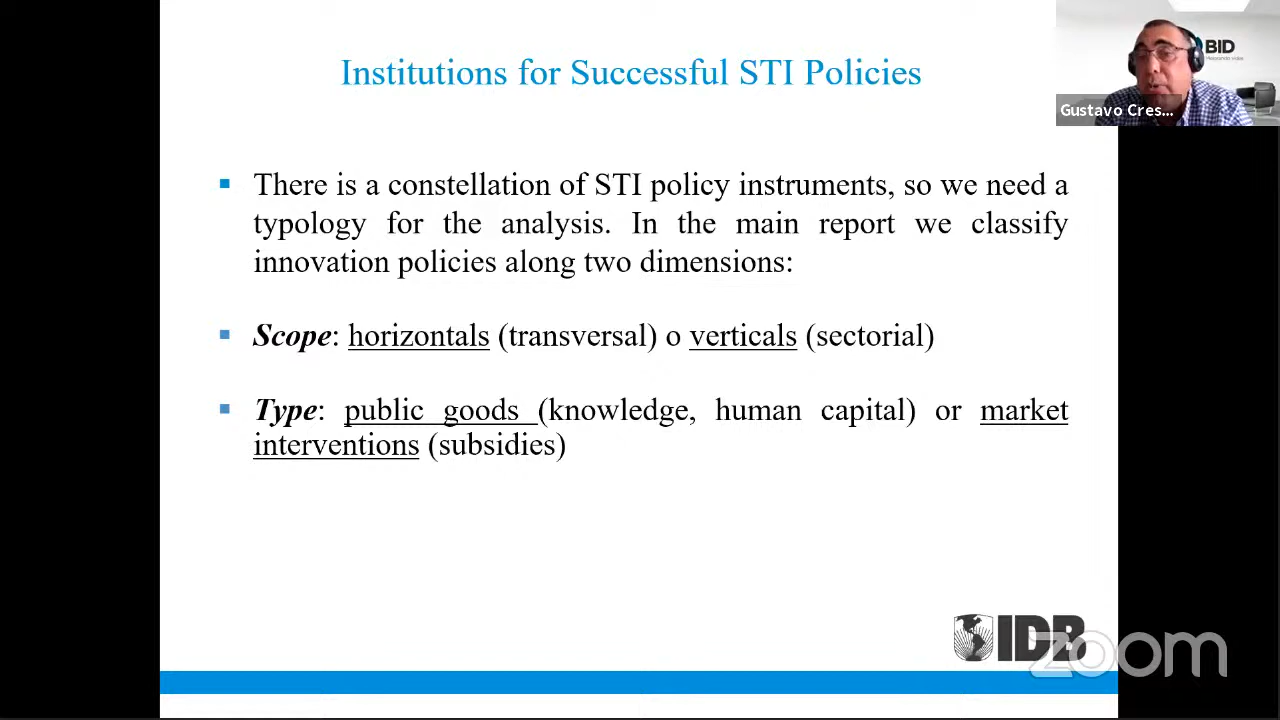 Institutions for Successful STI Policies
BID
Gustavo Cres...
There is a constellation of STI policy instruments, so we need a
typology for the analysis. In the main report we classify
innovation policies along two dimensions:
Scope: horizontals (transversal) o verticals (sectorial)
Type: public goods (knowledge, human capital) or market
interventions (subsidies)
IDB
zoom